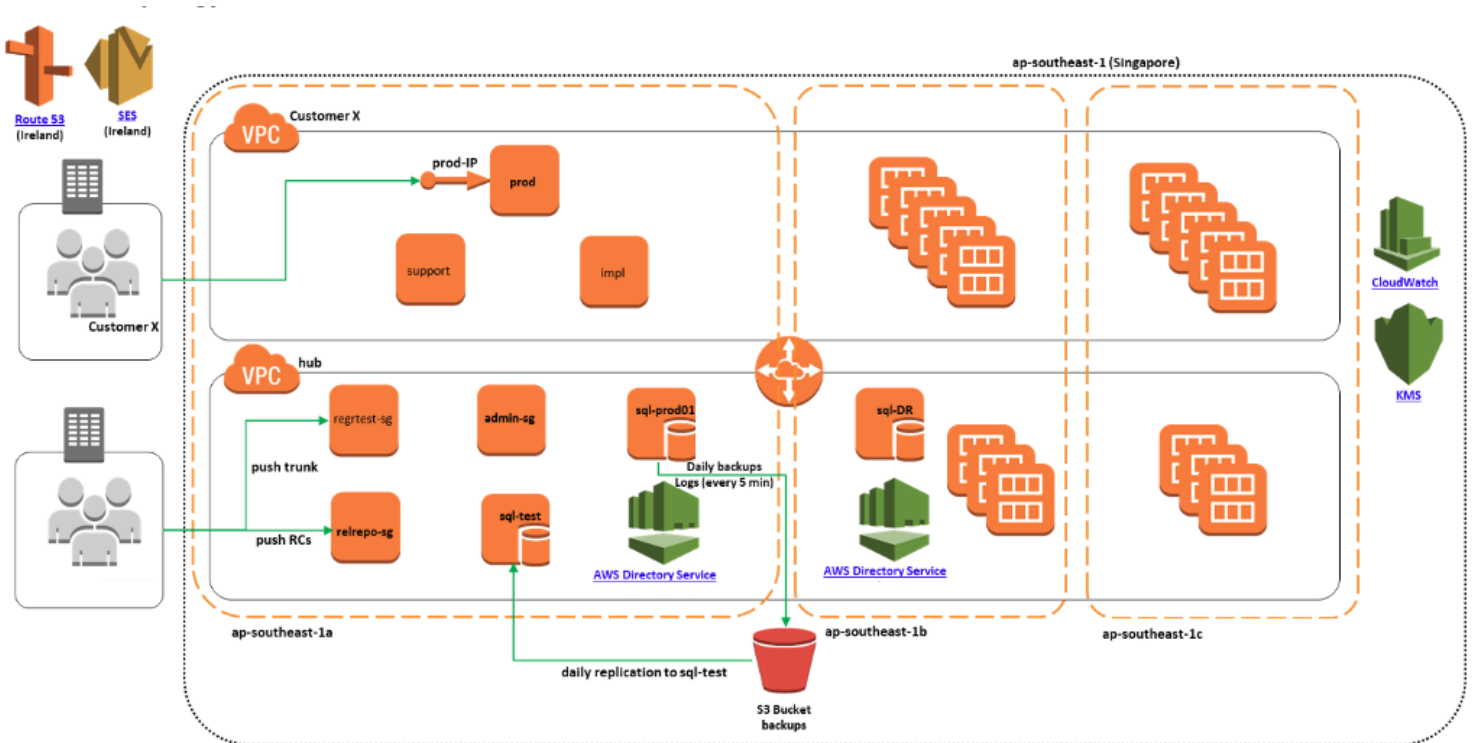 ap-southeast-1 (Singapore)
Route 53
(Ireland)
SES
(Ireland)
VPC
Customer X
prod-IP
prod
support
impl
Customer X
CloudWatch
KMS
VPC
hub
regrtest-sg
admin-sg
sql-prod01
sql-DR
push trunk
Daily backups
Logs (every 5 min)
relrepo-sg
push RCs
sql-test
AWS Directory Service
AWS Directory Service
ap-southeast-1a
ap-southeast-1b
ap-southeast-1c
daily replication to sql-test
S3 Bucket
backups